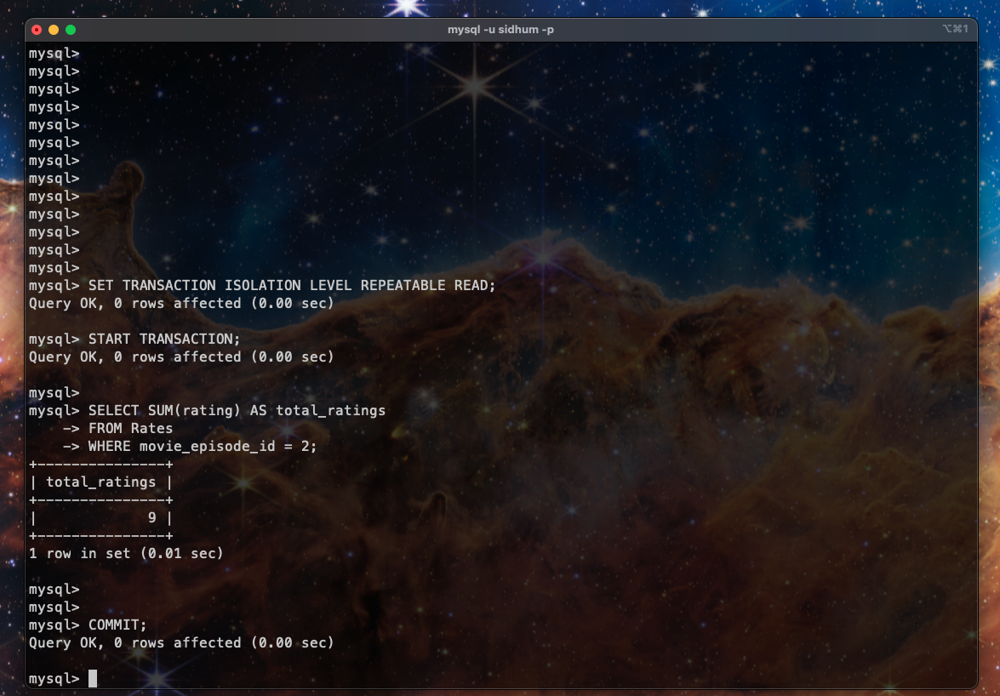 mysql -u sidhum -p
⌥⌘1
mysql>
mysql>
mysql>
mysql>
mysql>
mysql>
mysql>
mysql>
mysql>
mysql>
mysql>
mysql>
mysql>
mysql> SET TRANSACTION ISOLATION LEVEL REPEATABLE READ;
Query OK, 0 rows affected (0.00 sec)
mysql> START TRANSACTION;
Query OK, 0 rows affected (0.00 sec)
mysql>
mysql> SELECT SUM(rating) AS total_ratings
    -> FROM Rates
    -> WHERE movie_episode_id = 2;
+---------------+
| total_ratings |
+---------------+
|             9 |
+---------------+
1 row in set (0.01 sec)
mysql>
mysql>
mysql> COMMIT;
Query OK, 0 rows affected (0.00 sec)
mysql>